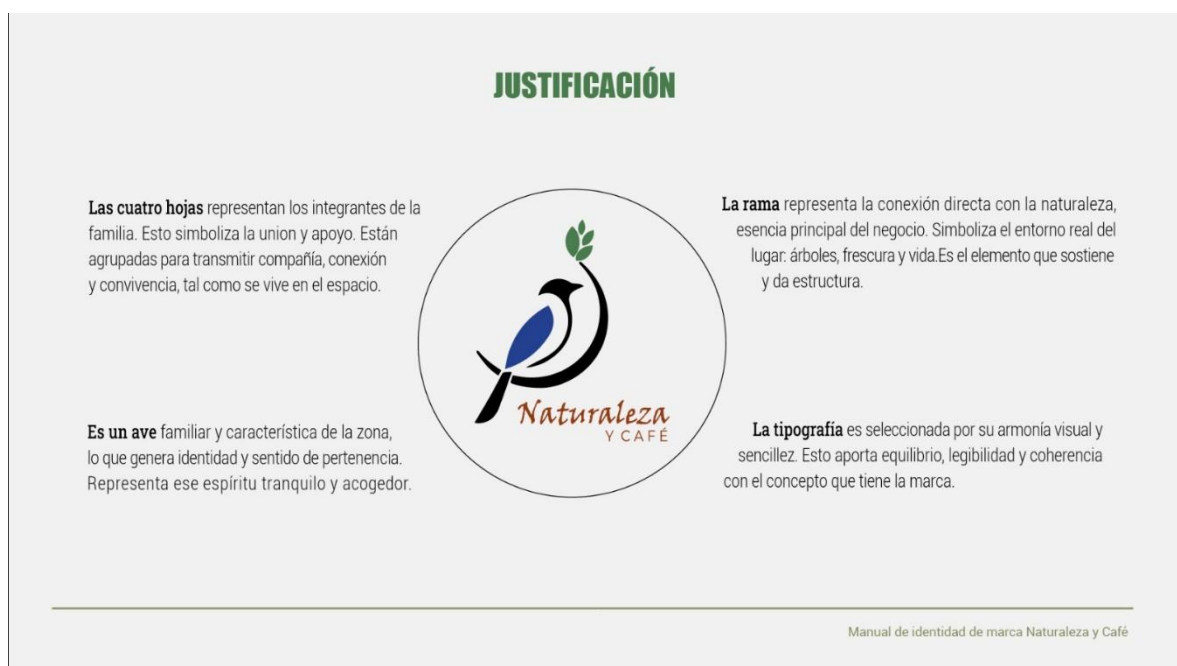 JUSTIFICACIÓN
Las cuatro hojas representan los integrantes de la
familia. Esto simboliza la union y apoyo. Están
agrupadas para transmitir compañía, conexión
y convivencia, tal como se vive en el espacio.
Es un ave familiar y característica de la zona,
lo que genera identidad y sentido de pertenencia.
Representa ese espíritu tranquilo y acogedor.
Naturaleza
Y CAFÉ
La rama representa la conexión directa con la naturaleza,
esencia principal del negocio. Simboliza el entorno real del
lugar: árboles, frescura y vida.Es el elemento que sostiene
y da estructura.
La tipografía es seleccionada por su armonía visual y
sencillez. Esto aporta equilibrio, legibilidad y coherencia
con el concepto que tiene la marca.
Manual de identidad de marca Naturaleza y Café